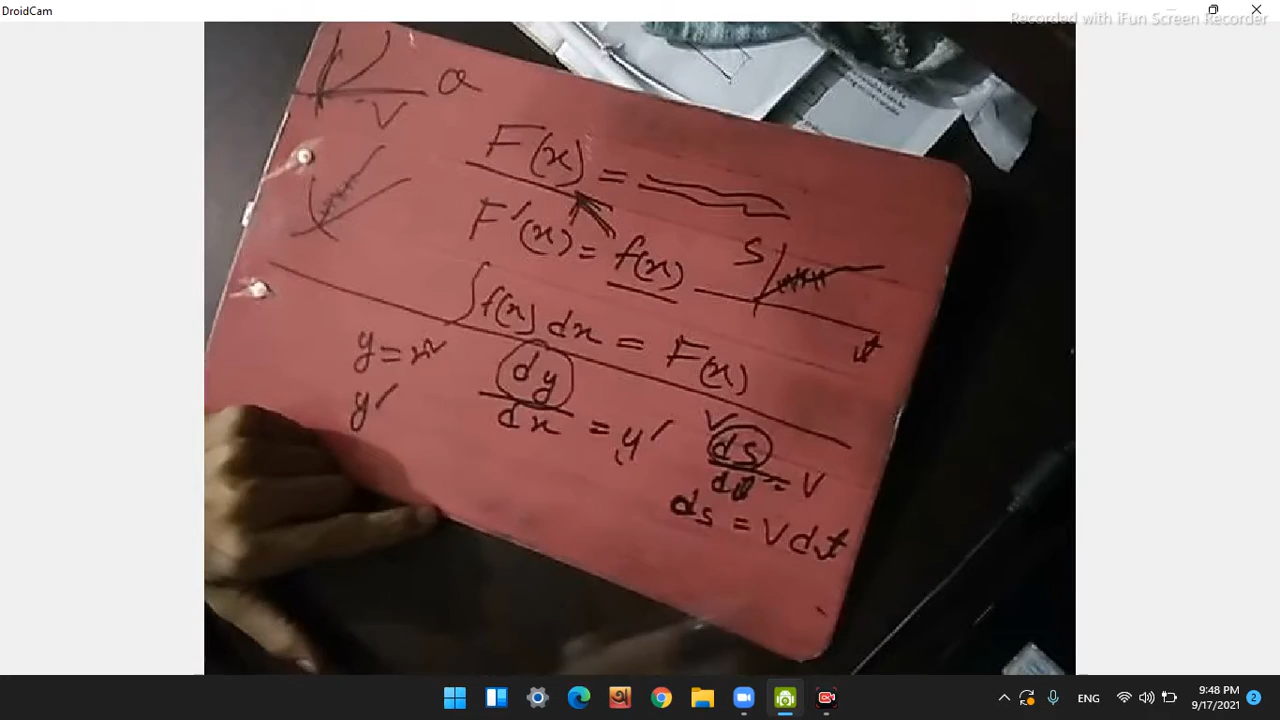 DroidCam
Recorded with iFun Screen Recorder
a
V
F(x) =
F'(x) = f(x)
S
t
∫f(x) dx = F(x)
y = x²
y'
dy/dx = y'
ds/dt = V
ds = V dt
ENG
9:48 PM
9/17/2021
2